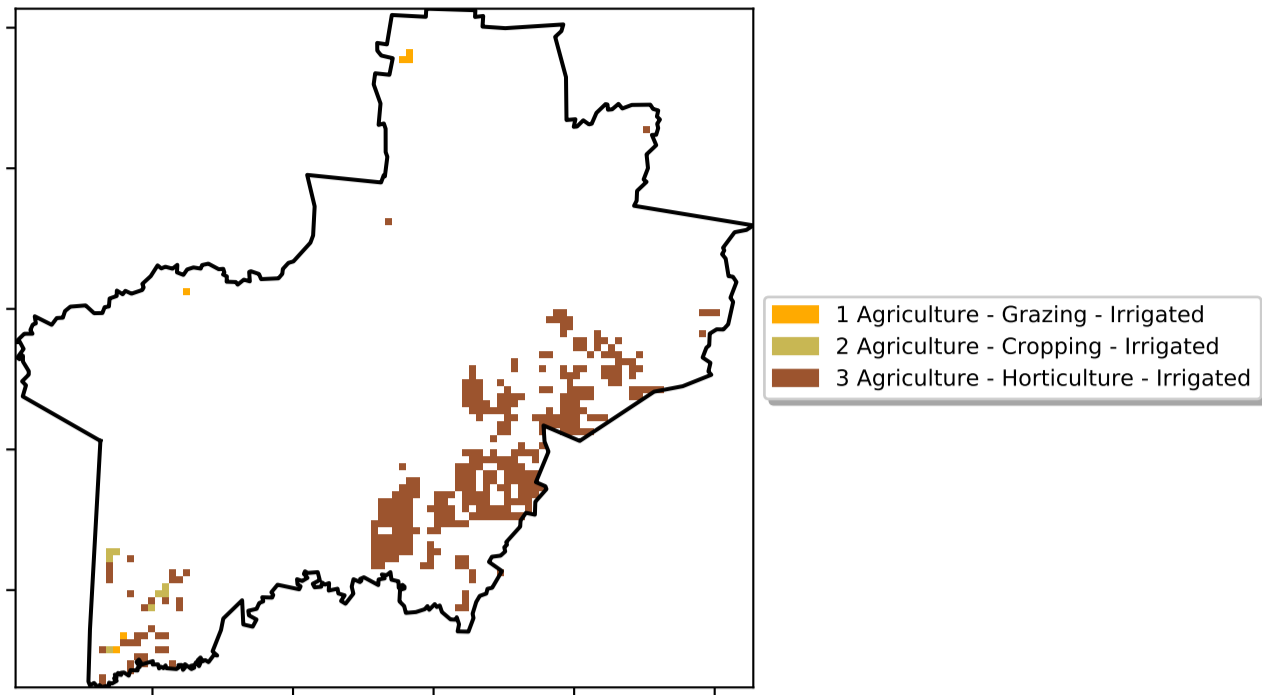 1 Agriculture - Grazing - Irrigated
2 Agriculture - Cropping - Irrigated
3 Agriculture - Horticulture - Irrigated